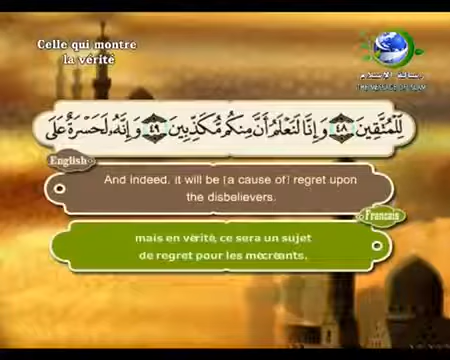 Celle qui montre
la vérité
رسالة الإسلام
THE MESSAGE OF ISLAM
لِّلْمُتَّقِينَ ٤٨ وَإِنَّا لَنَعْلَمُ أَنَّ مِنكُم مُّكَذِّبِينَ ٤٩ وَإِنَّهُۥ لَحَسْرَةٌ عَلَى
English
And indeed, it will be [a cause of] regret upon
the disbelievers.
Français
mais en vérité, ce sera un sujet
de regret pour les mécréants.